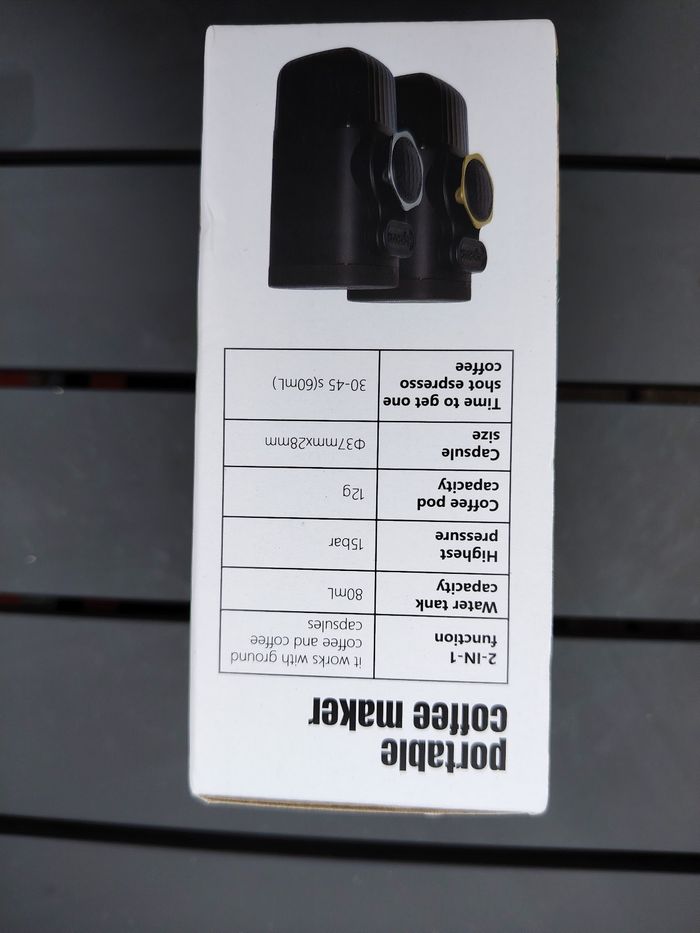 portable
coffee maker
2-IN-1
function
it works with ground
coffee and coffee
capsules
Water tank
capacity
80mL
Highest
pressure
15bar
Coffee pod
capacity
12g
Capsule
size
Φ37mmx28mm
Time to get one
shot espresso
coffee
30-45 s(60mL)